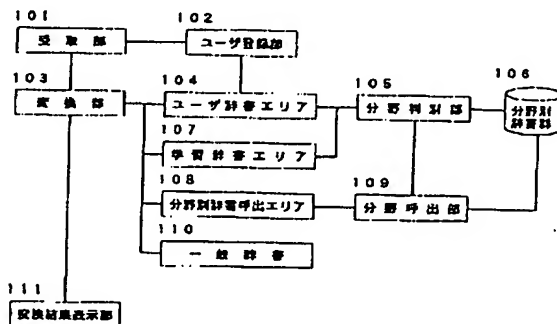 101
受取部
102
ユーザ登録部
103
変換部
104
ユーザ辞書エリア
105
分野判別部
106
分野別
辞書群
107
学習辞書エリア
108
分野別辞書呼出エリア
109
分野呼出部
110
一般辞書
111
変換結果表示部